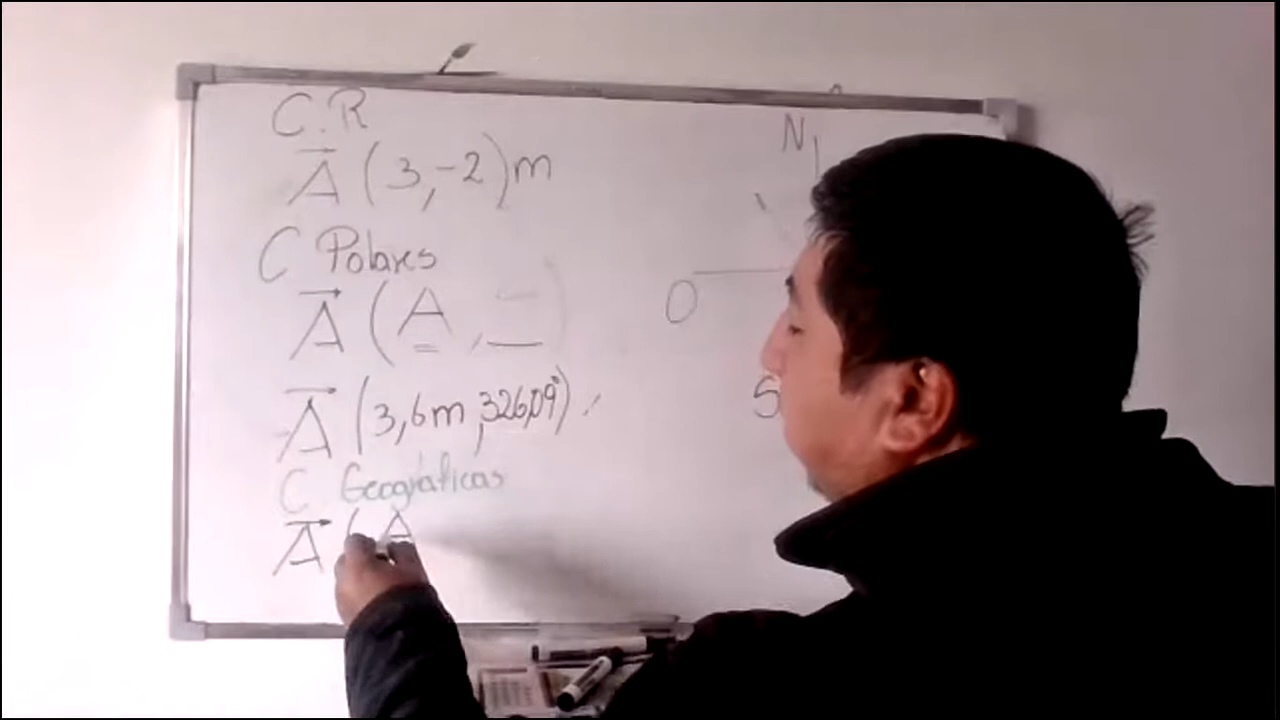 C.R
A (3,-2)m
C Polares
A (A, )
A (3,6m,326,09°)
C. Geográficas
A (A
N
O
S